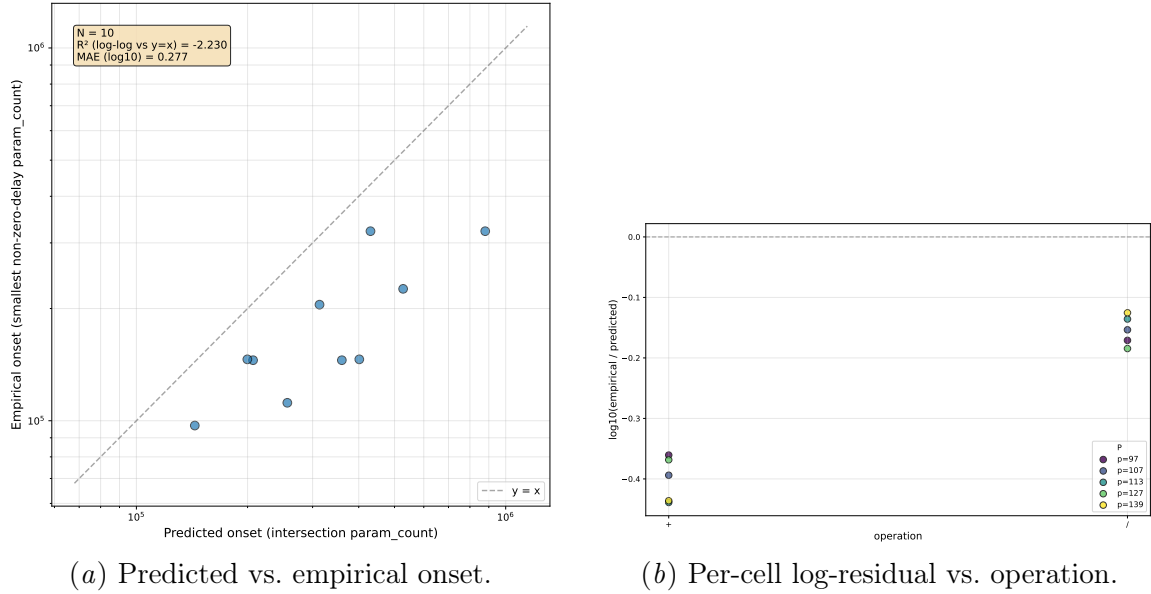 N = 10
R² (log-log vs y=x) = -2.230
MAE (log10) = 0.277
10⁶
10⁵
Empirical onset (smallest non-zero-delay param_count)
10⁵
10⁶
Predicted onset (intersection param_count)
y = x
(a) Predicted vs. empirical onset.
0.0
−0.1
−0.2
−0.3
−0.4
log10(empirical / predicted)
+
/
operation
P
p=97
p=107
p=113
p=127
p=139
(b) Per-cell log-residual vs. operation.